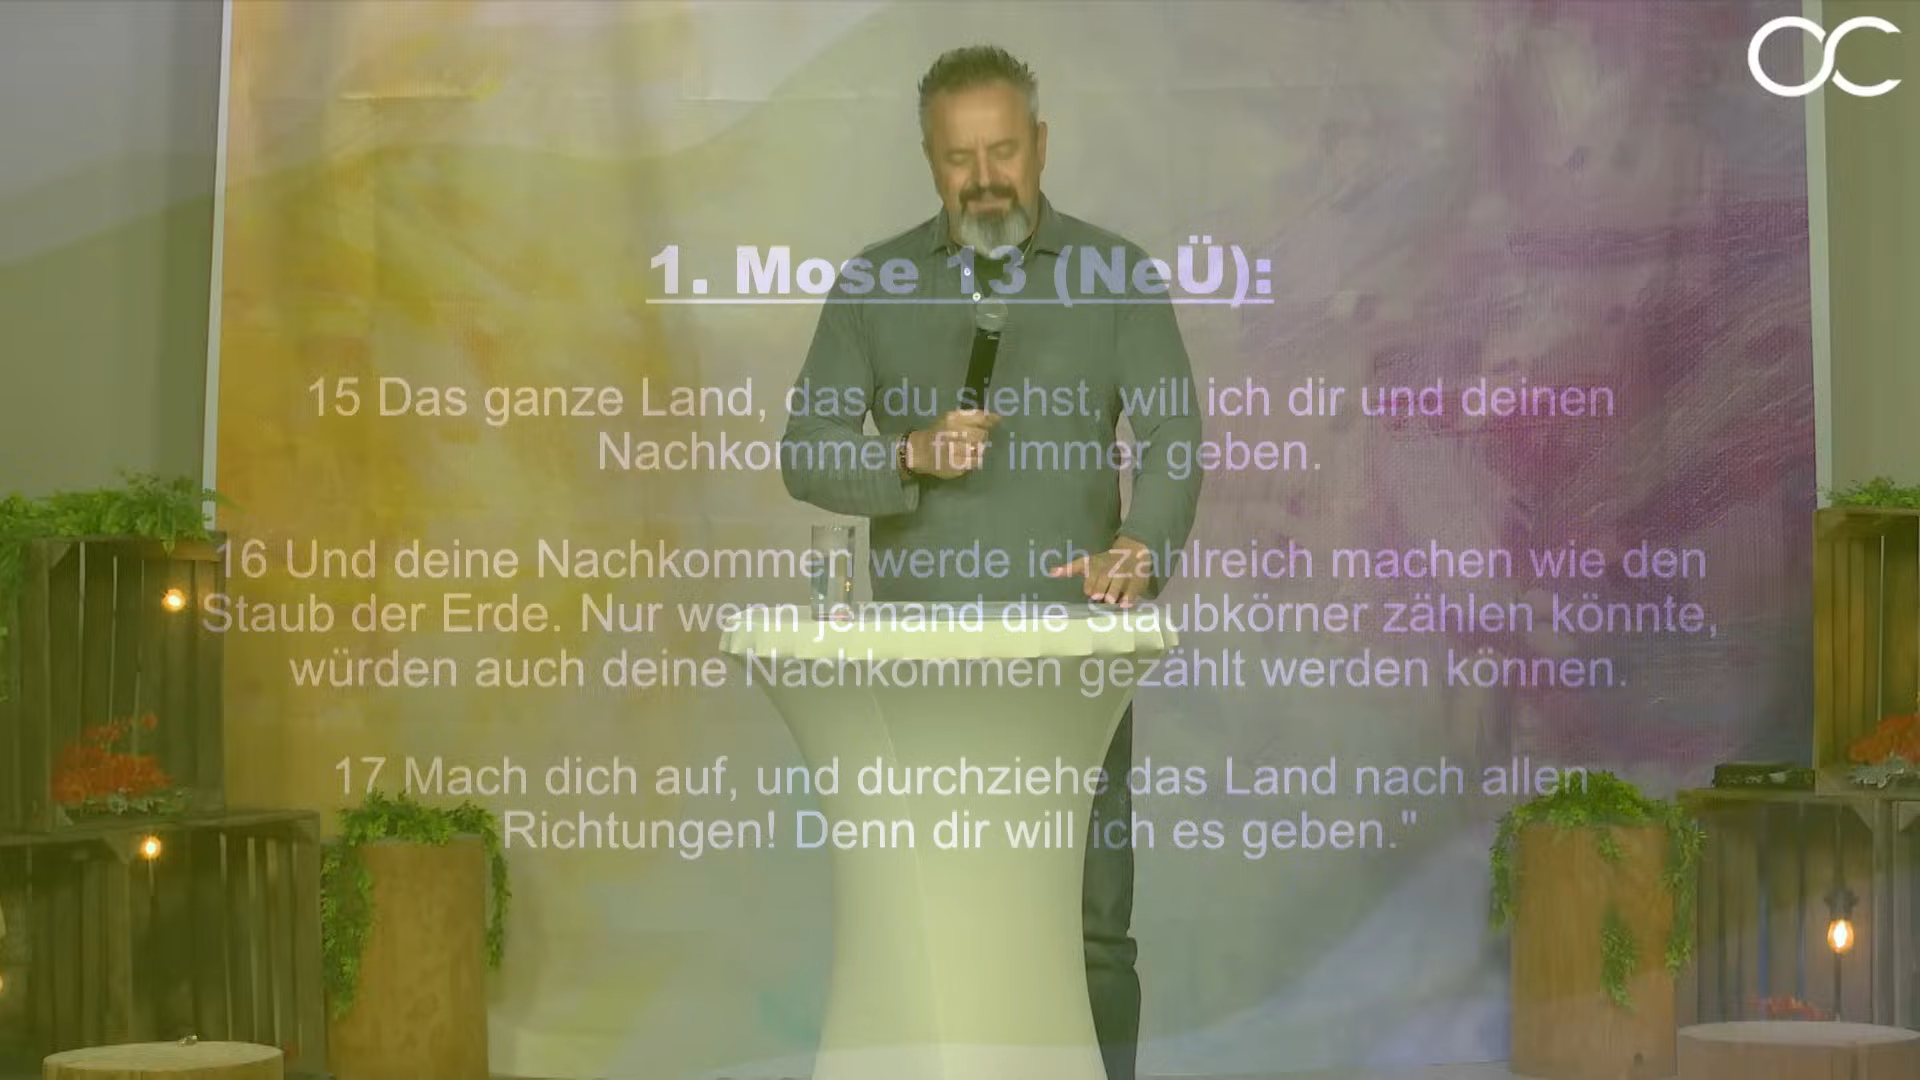 OC
1. Mose 13 (NeÜ):
15 Das ganze Land, das du siehst, will ich dir und deinen
Nachkommen für immer geben.
16 Und deine Nachkommen werde ich zahlreich machen wie den
Staub der Erde. Nur wenn jemand die Staubkörner zählen könnte,
würden auch deine Nachkommen gezählt werden können.
17 Mach dich auf, und durchziehe das Land nach allen
Richtungen! Denn dir will ich es geben."